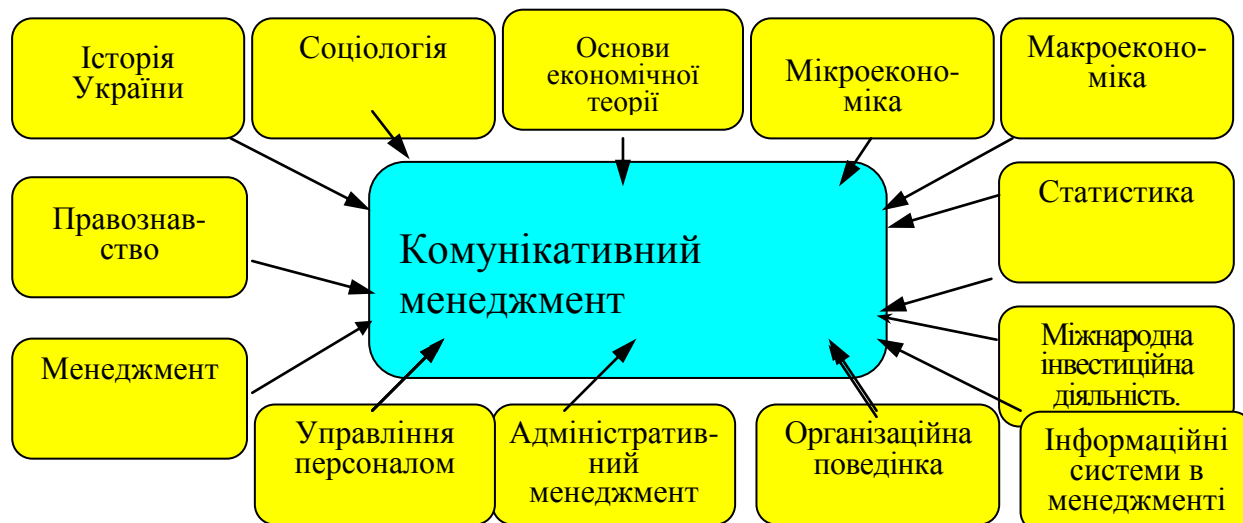 Історія
України
Соціологія
Основи
економічної
теорії
Мікроеконо-
міка
Макроеконо-
міка
Правознав-
ство
Комунікативний
менеджмент
Статистика
Менеджмент
Міжнародна
інвестиційна
діяльність.
Управління
персоналом
Адміністратив-
ний
менеджмент
Організаційна
поведінка
Інформаційні
системи в
менеджменті